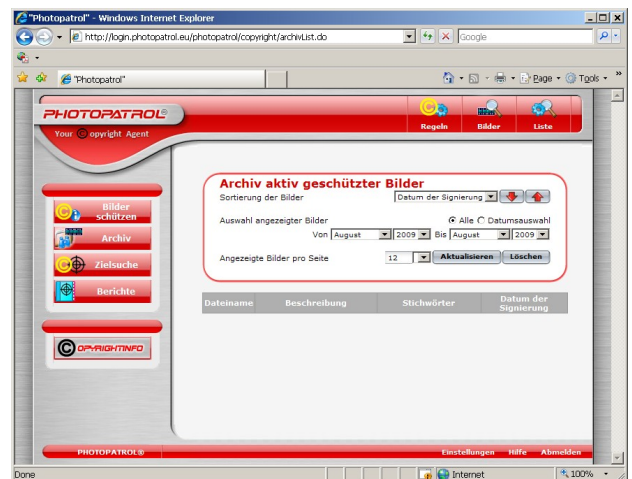 "Photopatrol" - Windows Internet Explorer
http://login.photopatrol.eu/photopatrol/copyright/archivList.do
Google
"Photopatrol"
Page
Tools
PHOTOPATROL®
Your ©opyright Agent
Regeln
Bilder
Liste
Bilder schützen
Archiv
Zielsuche
Berichte
©OPYRIGHTINFO
Archiv aktiv geschützter Bilder
Sortierung der Bilder
Datum der Signierung
Auswahl angezeigter Bilder
Alle
Datumsauswahl
Von August 2009 Bis August 2009
Angezeigte Bilder pro Seite
12
Aktualisieren
Löschen
Dateiname
Beschreibung
Stichwörter
Datum der Signierung
PHOTOPATROL®
Einstellungen
Hilfe
Abmelden
Done
Internet
100%